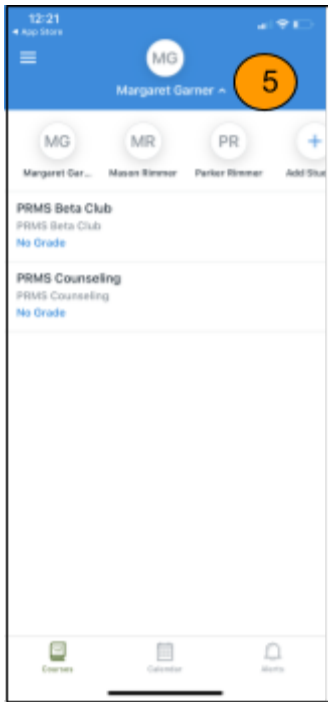 12:21
◀ App Store
MG
Margaret Garner
5
MG MR PR +
Margaret Gar... Mason Rimmer Parker Rimmer Add Stu
PRMS Beta Club
PRMS Beta Club
No Grade
PRMS Counseling
PRMS Counseling
No Grade
Courses Calendar Alerts